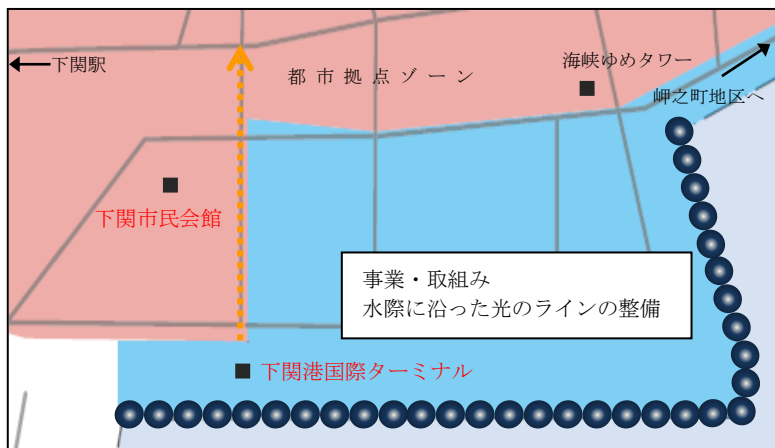 下関駅
都市拠点ゾーン
海峡ゆめタワー
岬之町地区へ
下関市民会館
事業・取組み
水際に沿った光のラインの整備
下関港国際ターミナル